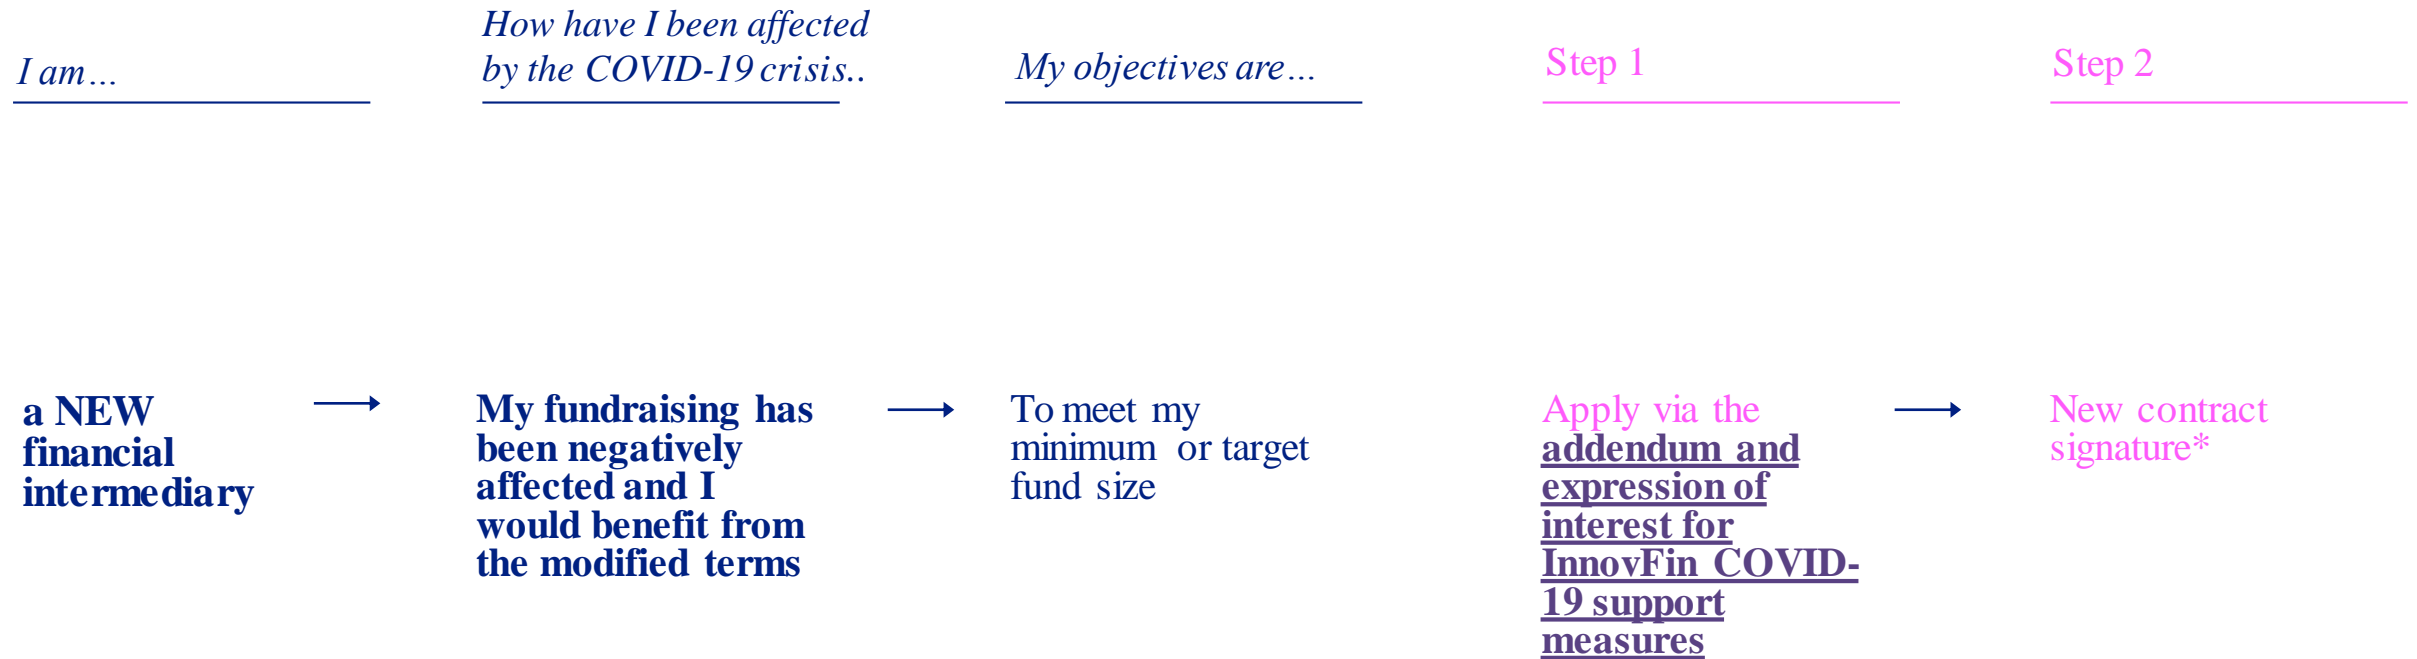 I am…
How have I been affected
by the COVID-19 crisis..
My objectives are…
Step 1
Step 2
a NEW
financial
intermediary
My fundraising has
been negatively
affected and I
would benefit from
the modified terms
To meet my
minimum or target
fund size
Apply via the
addendum and
expression of
interest for
InnovFin COVID-
19 support
measures
New contract
signature*